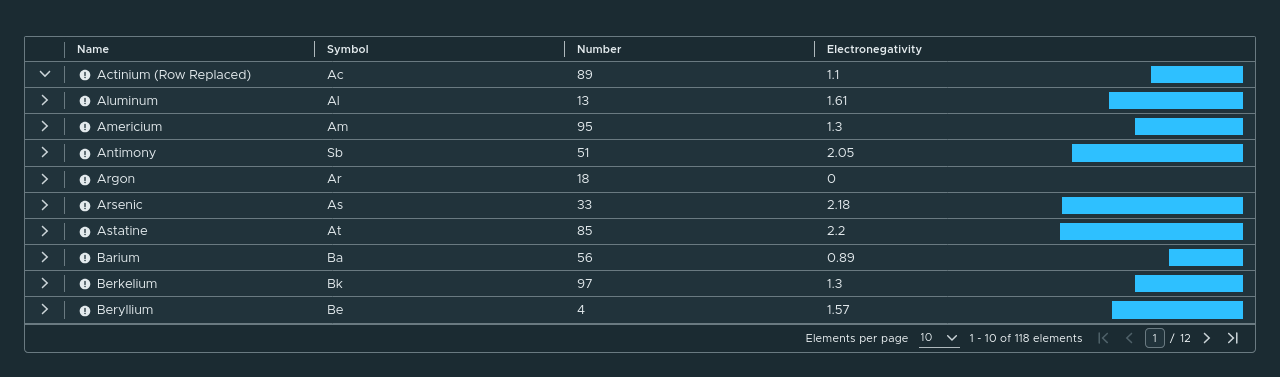 Name Symbol Number Electronegativity
Actinium (Row Replaced) Ac 89 1.1
Aluminum Al 13 1.61
Americium Am 95 1.3
Antimony Sb 51 2.05
Argon Ar 18 0
Arsenic As 33 2.18
Astatine At 85 2.2
Barium Ba 56 0.89
Berkelium Bk 97 1.3
Beryllium Be 4 1.57
Elements per page 10 1 - 10 of 118 elements 1 / 12